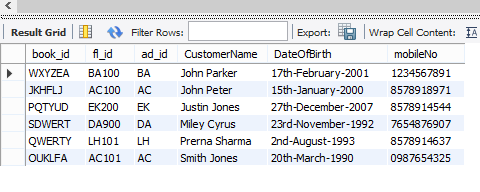 Result Grid Filter Rows: Export: Wrap Cell Content:
book_id fl_id ad_id CustomerName DateOfBirth mobileNo
WXYZEA BA100 BA John Parker 17th-February-2001 1234567891
JKHFLJ AC100 AC John Peter 15th-January-2000 8578918971
PQTYUD EK200 EK Justin Jones 27th-December-2007 8578914544
SDWERT DA900 DA Miley Cyrus 23rd-November-1992 7654876907
QWERTY LH101 LH Prerna Sharma 2nd-August-1993 8578914637
OUKLFA AC101 AC Smith Jones 20th-March-1990 0987654325